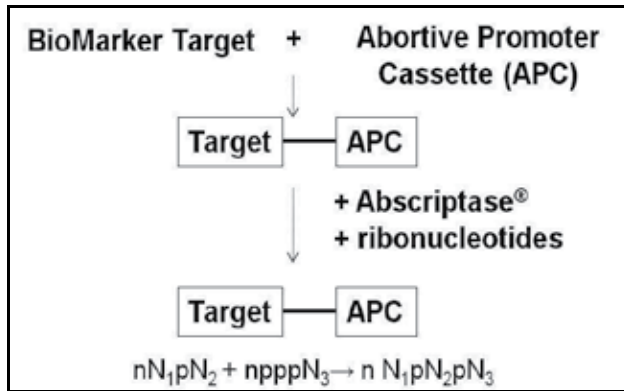 BioMarker Target + Abortive Promoter
Cassette (APC)
Target APC
+ Abscriptase®
+ ribonucleotides
Target APC
nN₁pN₂ + npppN₃→ n N₁pN₂pN₃